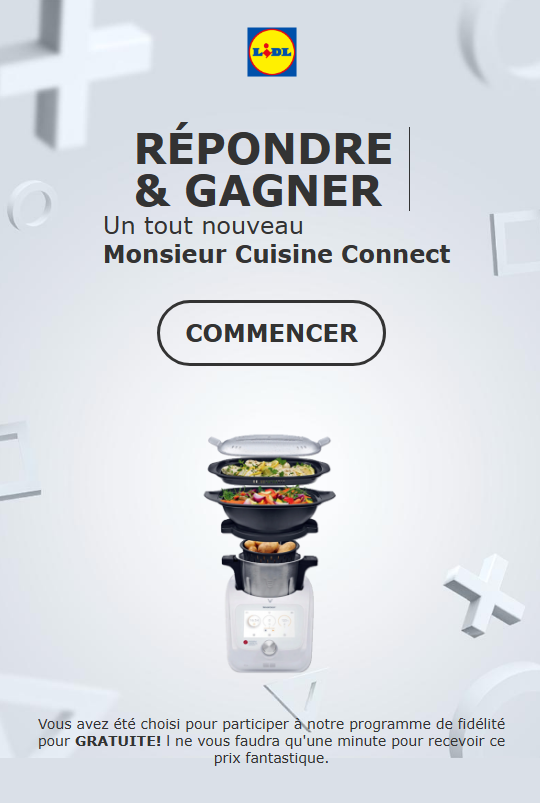 LIDL
RÉPONDRE
& GAGNER
Un tout nouveau
Monsieur Cuisine Connect
COMMENCER
Vous avez été choisi pour participer à notre programme de fidélité
pour GRATUITE! l ne vous faudra qu'une minute pour recevoir ce
prix fantastique.